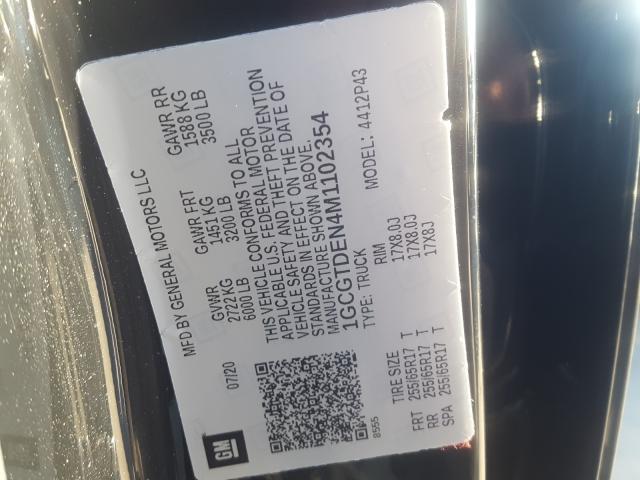 GM
07/20 MFD BY GENERAL MOTORS LLC
GVWR GAWR FRT GAWR RR
2722 KG 1451 KG 1588 KG
6000 LB 3200 LB 3500 LB
THIS VEHICLE CONFORMS TO ALL
APPLICABLE U.S. FEDERAL MOTOR
VEHICLE SAFETY AND THEFT PREVENTION
STANDARDS IN EFFECT ON THE DATE OF
MANUFACTURE SHOWN ABOVE.
1GCGTDEN4M1102354
TYPE: TRUCK MODEL: 4412P43
8555
TIRE SIZE RIM
FRT 255/65R17 T 17X8.0J
RR 255/65R17 T 17X8.0J
SPA 255/65R17 T 17X8J